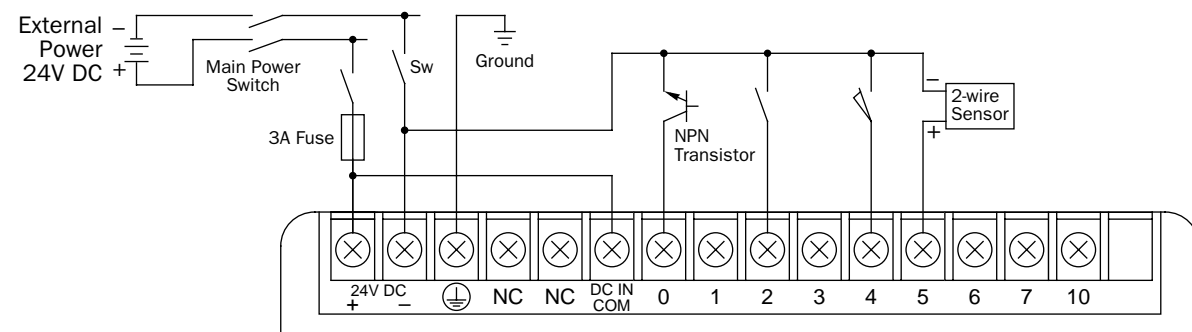 External
Power
24V DC
–
+
Main Power
Switch
Sw
Ground
3A Fuse
NPN
Transistor
–
+
2-wire
Sensor
24V DC
+
–
NC
NC
DC IN
COM
0
1
2
3
4
5
6
7
10